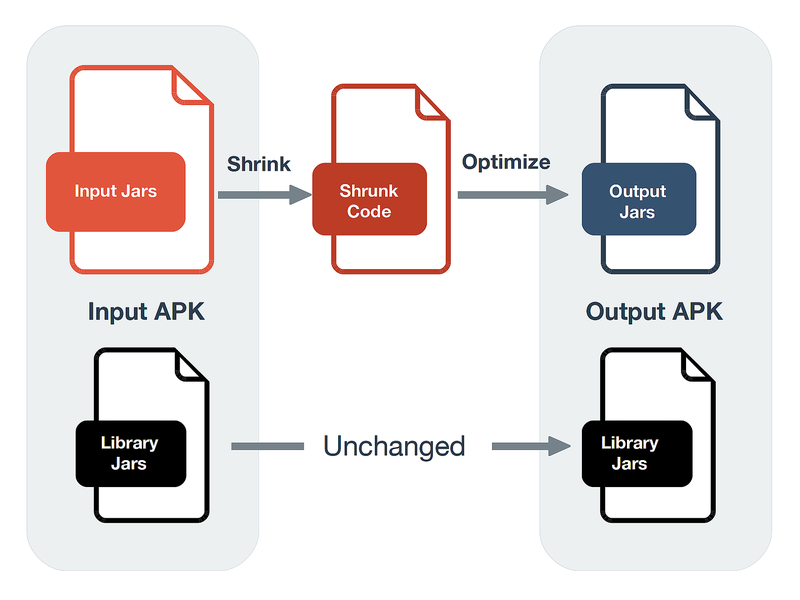 Input Jars
Shrink
Shrunk
Code
Optimize
Output
Jars
Input APK
Output APK
Library
Jars
Unchanged
Library
Jars